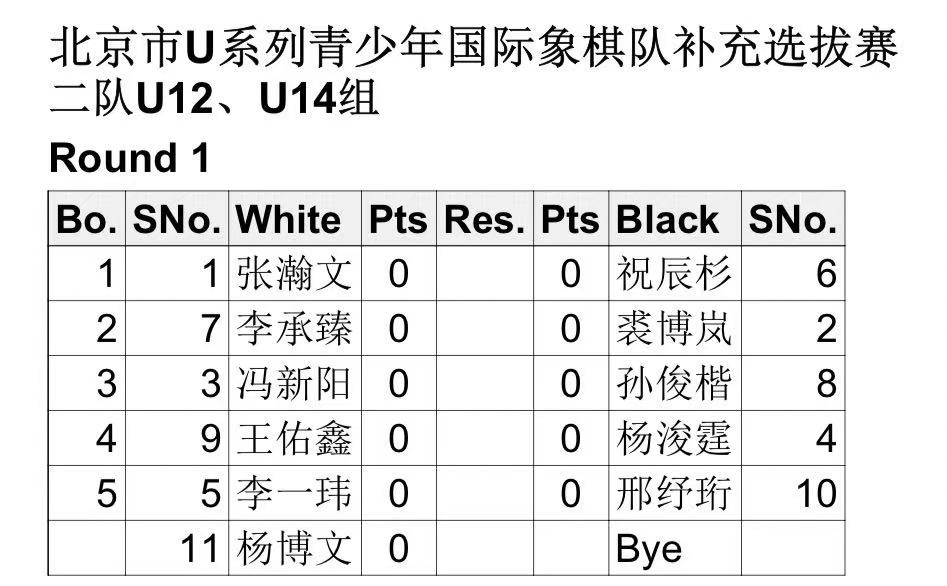 北京市U系列青少年国际象棋队补充选拔赛
二队U12、U14组
Round 1
Bo. SNo. White Pts Res. Pts Black SNo.
1 1 张瀚文 0 0 祝辰杉 6
2 7 李承臻 0 0 裘博岚 2
3 3 冯新阳 0 0 孙俊楷 8
4 9 王佑鑫 0 0 杨浚霆 4
5 5 李一玮 0 0 邢纾珩 10
11 杨博文 0 Bye